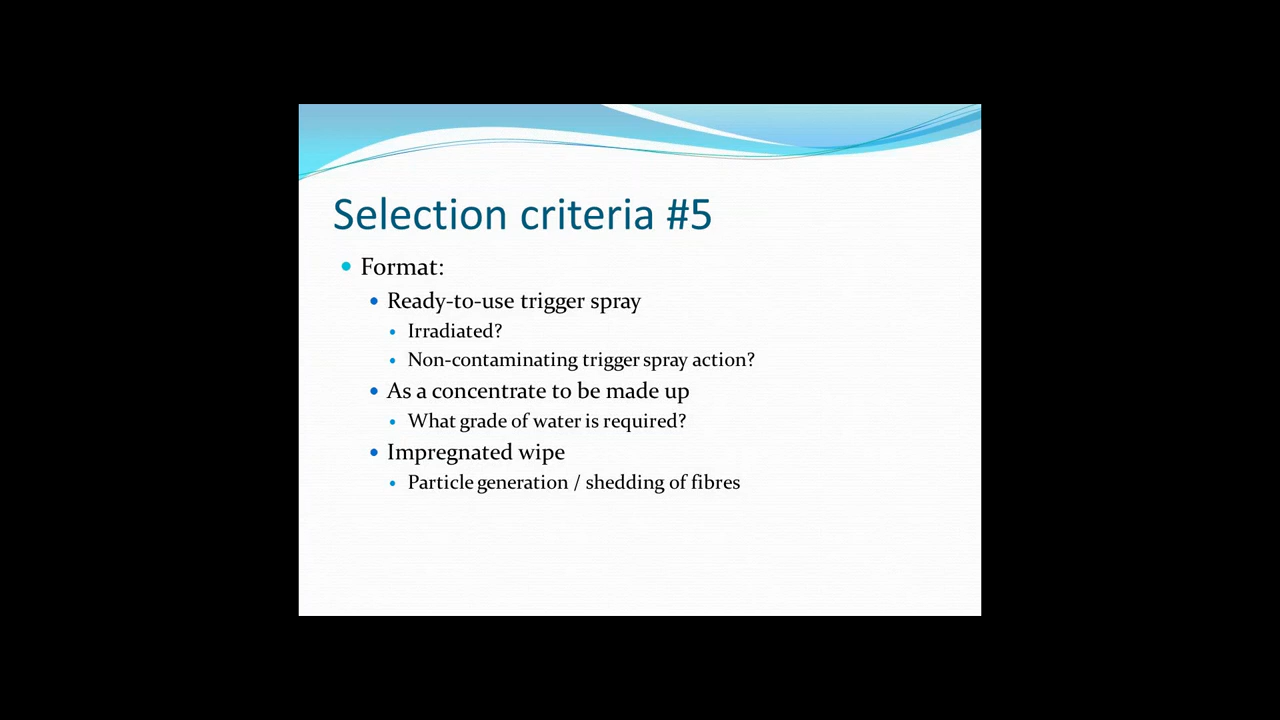 Selection criteria #5
Format:
Ready-to-use trigger spray
Irradiated?
Non-contaminating trigger spray action?
As a concentrate to be made up
What grade of water is required?
Impregnated wipe
Particle generation / shedding of fibres